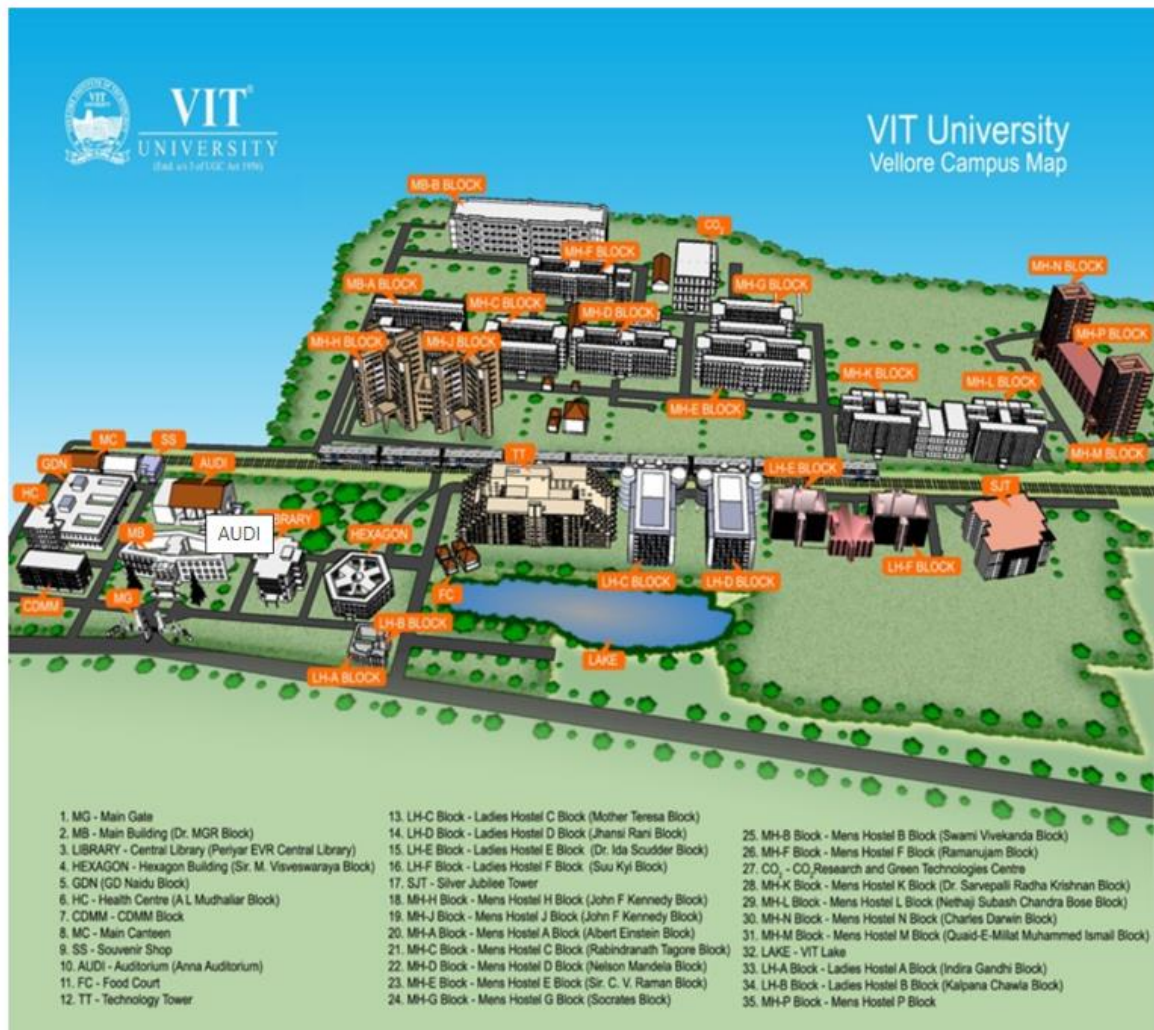 VIT
UNIVERSITY
(Estd. u/s 3 of UGC Act 1956)
VIT University
Vellore Campus Map
MB-B BLOCK
CO₂
MH-F BLOCK
MH-N BLOCK
MB-A BLOCK
MH-G BLOCK
MH-C BLOCK
MH-D BLOCK
MH-P BLOCK
MH-H BLOCK
MH-J BLOCK
MH-K BLOCK
MH-L BLOCK
MH-E BLOCK
MC
SS
TT
MH-M BLOCK
GDN
AUDI
LH-E BLOCK
SJT
HC
AUDI
MB
HEXAGON
LH-F BLOCK
LH-C BLOCK
LH-D BLOCK
CDMM
MG
FC
LH-B BLOCK
LAKE
LH-A BLOCK
1. MG - Main Gate
2. MB - Main Building (Dr. MGR Block)
3. LIBRARY - Central Library (Periyar EVR Central Library)
4. HEXAGON - Hexagon Building (Sir. M. Visveswaraya Block)
5. GDN (GD Naidu Block)
6. HC - Health Centre (A L Mudhaliar Block)
7. CDMM - CDMM Block
8. MC - Main Canteen
9. SS - Souvenir Shop
10. AUDI - Auditorium (Anna Auditorium)
11. FC - Food Court
12. TT - Technology Tower
13. LH-C Block - Ladies Hostel C Block (Mother Teresa Block)
14. LH-D Block - Ladies Hostel D Block (Jhansi Rani Block)
15. LH-E Block - Ladies Hostel E Block (Dr. Ida Scudder Block)
16. LH-F Block - Ladies Hostel F Block (Suu Kyi Block)
17. SJT - Silver Jubilee Tower
18. MH-H Block - Mens Hostel H Block (John F Kennedy Block)
19. MH-J Block - Mens Hostel J Block (John F Kennedy Block)
20. MH-A Block - Mens Hostel A Block (Albert Einstein Block)
21. MH-C Block - Mens Hostel C Block (Rabindranath Tagore Block)
22. MH-D Block - Mens Hostel D Block (Nelson Mandela Block)
23. MH-E Block - Mens Hostel E Block (Sir. C. V. Raman Block)
24. MH-G Block - Mens Hostel G Block (Socrates Block)
25. MH-B Block - Mens Hostel B Block (Swami Vivekanda Block)
26. MH-F Block - Mens Hostel F Block (Ramanujam Block)
27. CO₂ - CO₂Research and Green Technologies Centre
28. MH-K Block - Mens Hostel K Block (Dr. Sarvepalli Radha Krishnan Block)
29. MH-L Block - Mens Hostel L Block (Nethaji Subash Chandra Bose Block)
30. MH-N Block - Mens Hostel N Block (Charles Darwin Block)
31. MH-M Block - Mens Hostel M Block (Quaid-E-Millat Muhammed Ismail Block)
32. LAKE - VIT Lake
33. LH-A Block - Ladies Hostel A Block (Indira Gandhi Block)
34. LH-B Block - Ladies Hostel B Block (Kalpana Chawla Block)
35. MH-P Block - Mens Hostel P Block